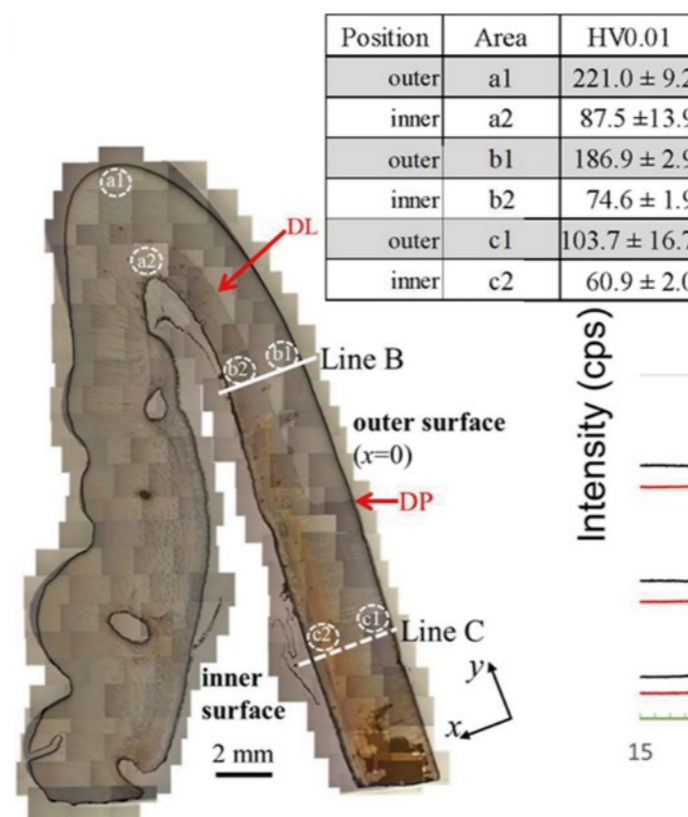 Position Area HV0.01
outer a1 221.0 ± 9.2
inner a2 87.5 ±13.9
outer b1 186.9 ± 2.9
inner b2 74.6 ± 1.9
outer c1 103.7 ± 16.7
inner c2 60.9 ± 2.0
a1
a2
DL
b1
b2
Line B
outer surface
(x=0)
DP
c1
c2
Line C
inner
surface
y
x
2 mm
Intensity (cps)
15